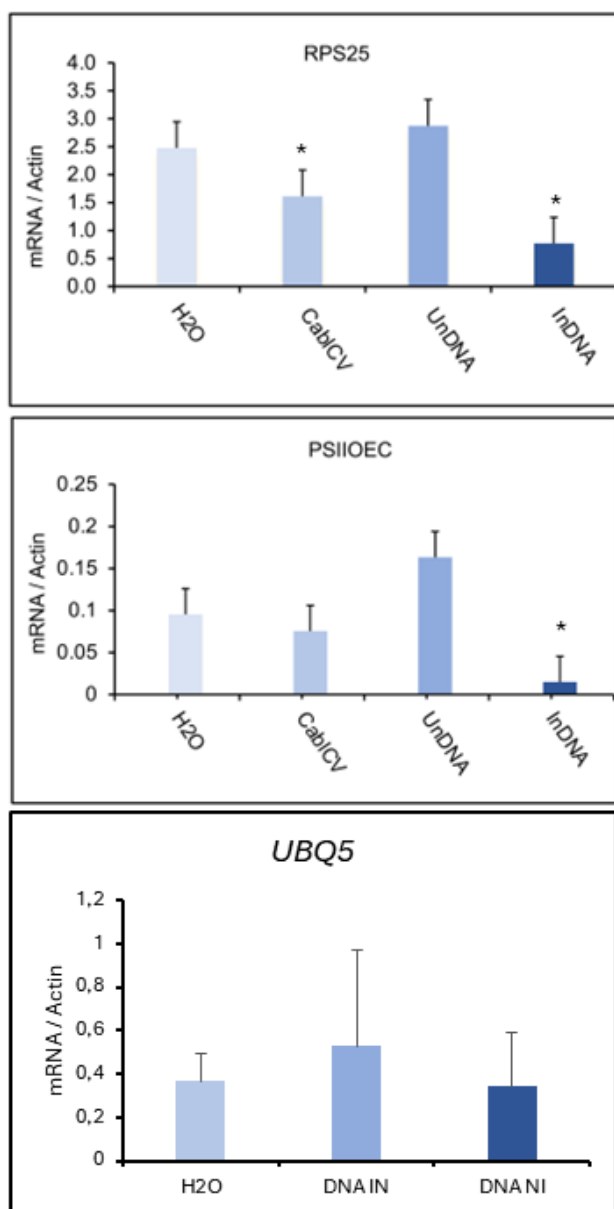 RPS25
4.0
3.5
3.0
2.5
2.0
1.5
1.0
0.5
0.0
mRNA / Actin
*
*
H2O
CablCV
UnDNA
InDNA
PSIIOEC
0.25
0.2
0.15
0.1
0.05
0
mRNA / Actin
*
H2O
CablCV
UnDNA
InDNA
UBQ5
1,2
1
0,8
0,6
0,4
0,2
0
mRNA / Actin
H2O
DNA IN
DNA NI